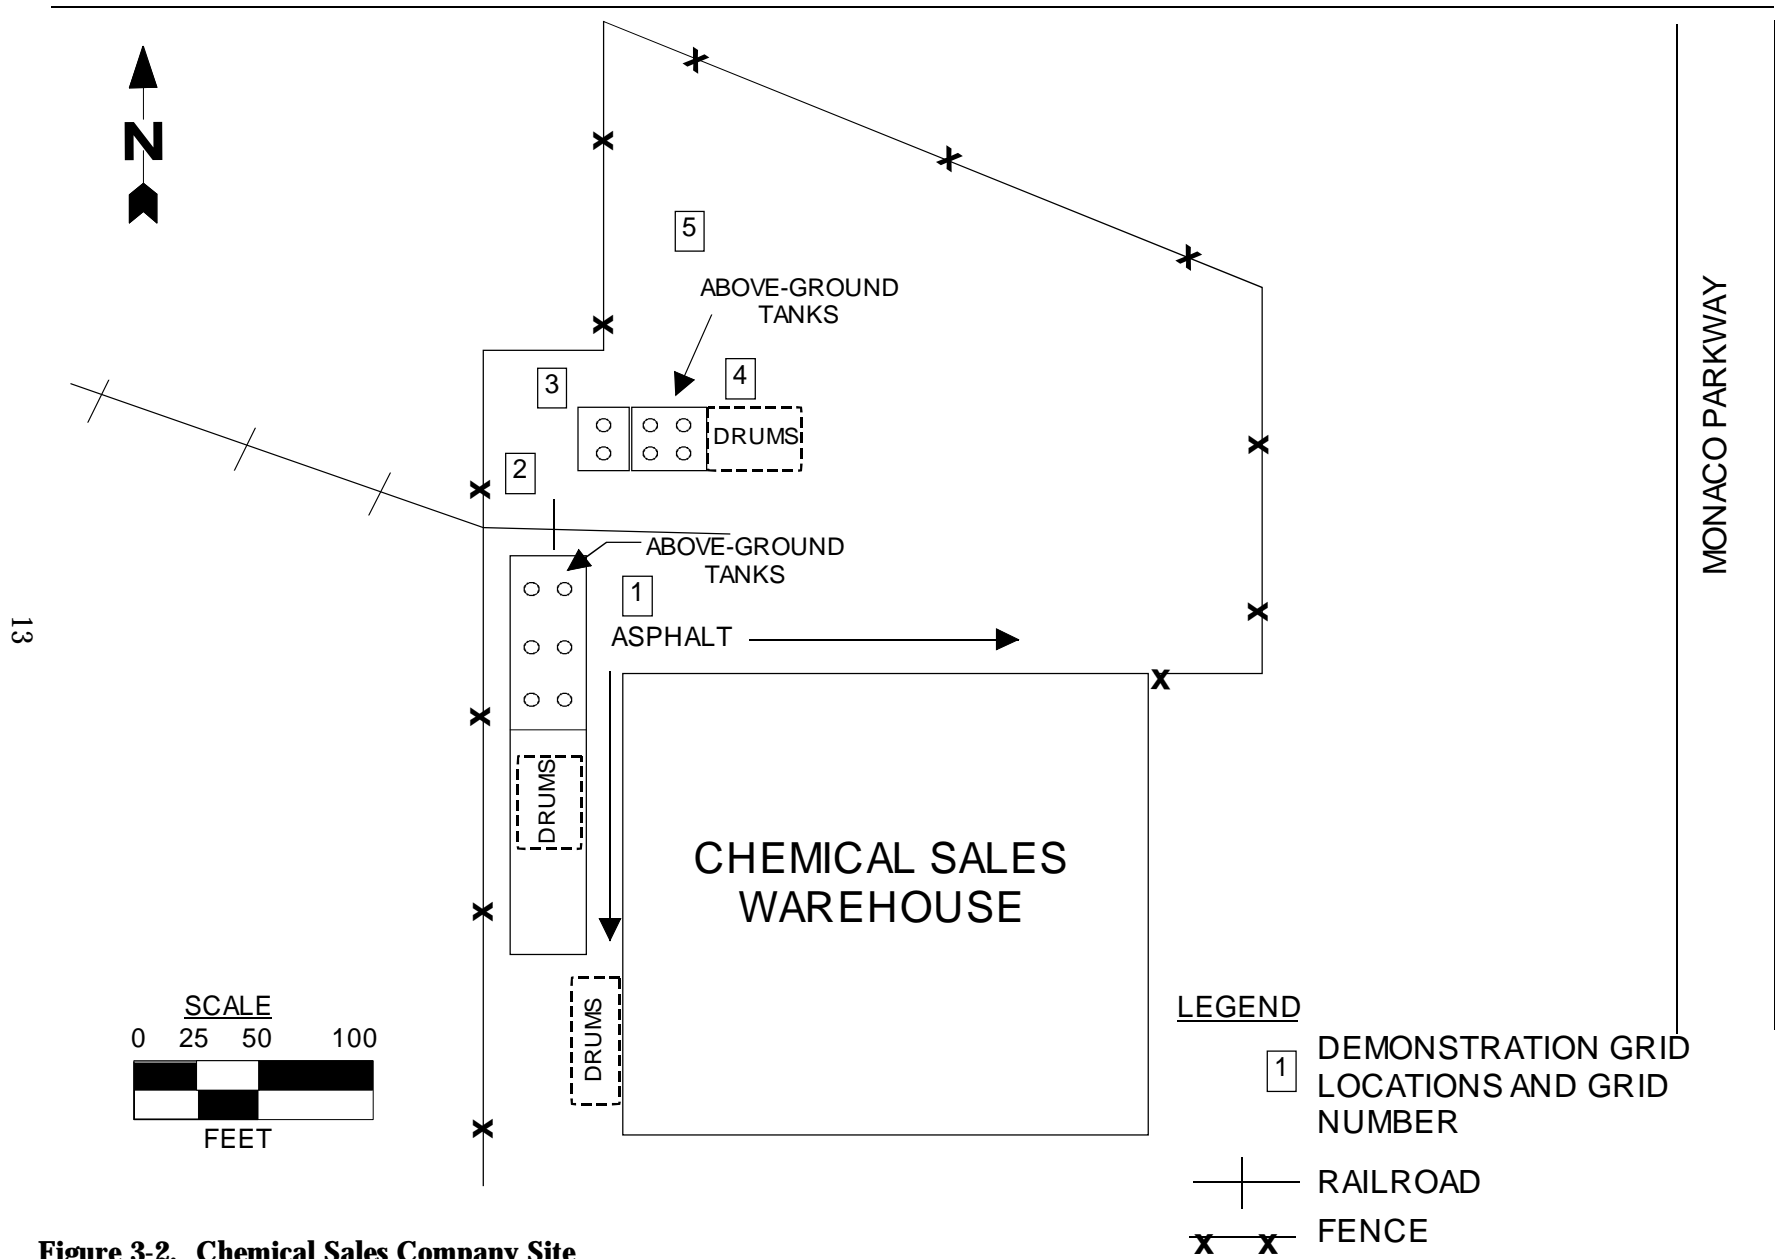 N
5
ABOVE-GROUND
TANKS
3
4
DRUMS
2
ABOVE-GROUND
TANKS
1
ASPHALT
MONACO PARKWAY
13
DRUMS
CHEMICAL SALES
WAREHOUSE
DRUMS
SCALE
0 25 50 100
FEET
LEGEND
1
DEMONSTRATION GRID
LOCATIONS AND GRID
NUMBER
RAILROAD
X X FENCE
Figure 3-2. Chemical Sales Company Site